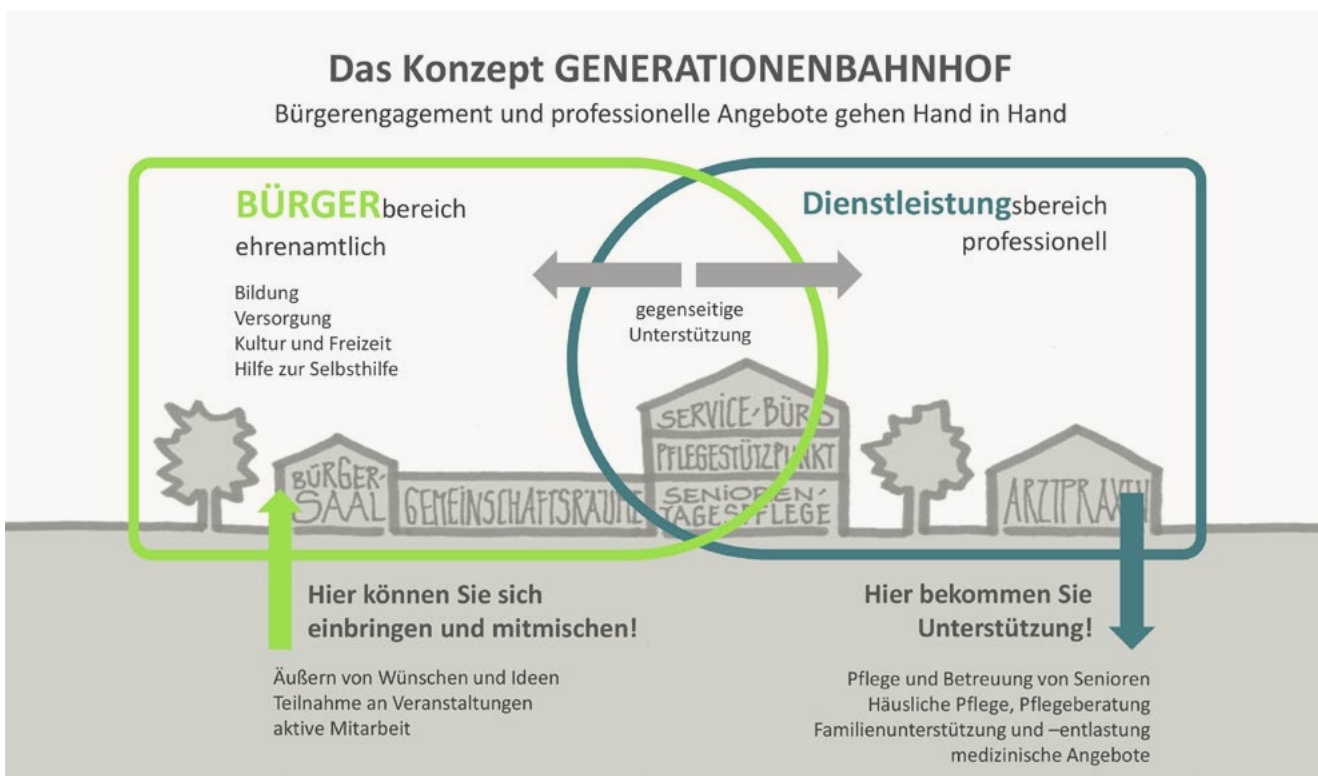 Das Konzept GENERATIONENBAHNHOF
Bürgerengagement und professionelle Angebote gehen Hand in Hand
BÜRGERbereich
ehrenamtlich
Bildung
Versorgung
Kultur und Freizeit
Hilfe zur Selbsthilfe
gegenseitige
Unterstützung
Dienstleistungsbereich
professionell
BÜRGER-
SAAL
GEMEINSCHAFTSRÄUME
SERVICE-BÜRO
PFLEGESTÜTZPUNKT
SENIOREN-
TAGESPFLEGE
ARZTPRAXEN
Hier können Sie sich
einbringen und mitmischen!
Äußern von Wünschen und Ideen
Teilnahme an Veranstaltungen
aktive Mitarbeit
Hier bekommen Sie
Unterstützung!
Pflege und Betreuung von Senioren
Häusliche Pflege, Pflegeberatung
Familienunterstützung und –entlastung
medizinische Angebote